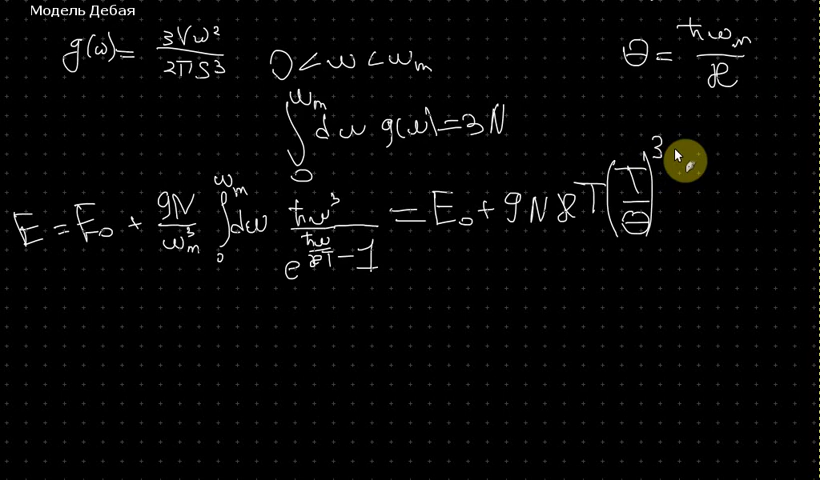 Модель Дебая
g(ω) = 3Vω² / 2πs³   0 < ω < ω_m   Θ = ħω_m / ϰ
∫₀^{ω_m} dω g(ω) = 3N
E = E₀ + 9N/ω_m³ ∫₀^{ω_m} dω ħω³ / (e^{ħω/ϰT} − 1) = E₀ + 9NϰT (T/Θ)³